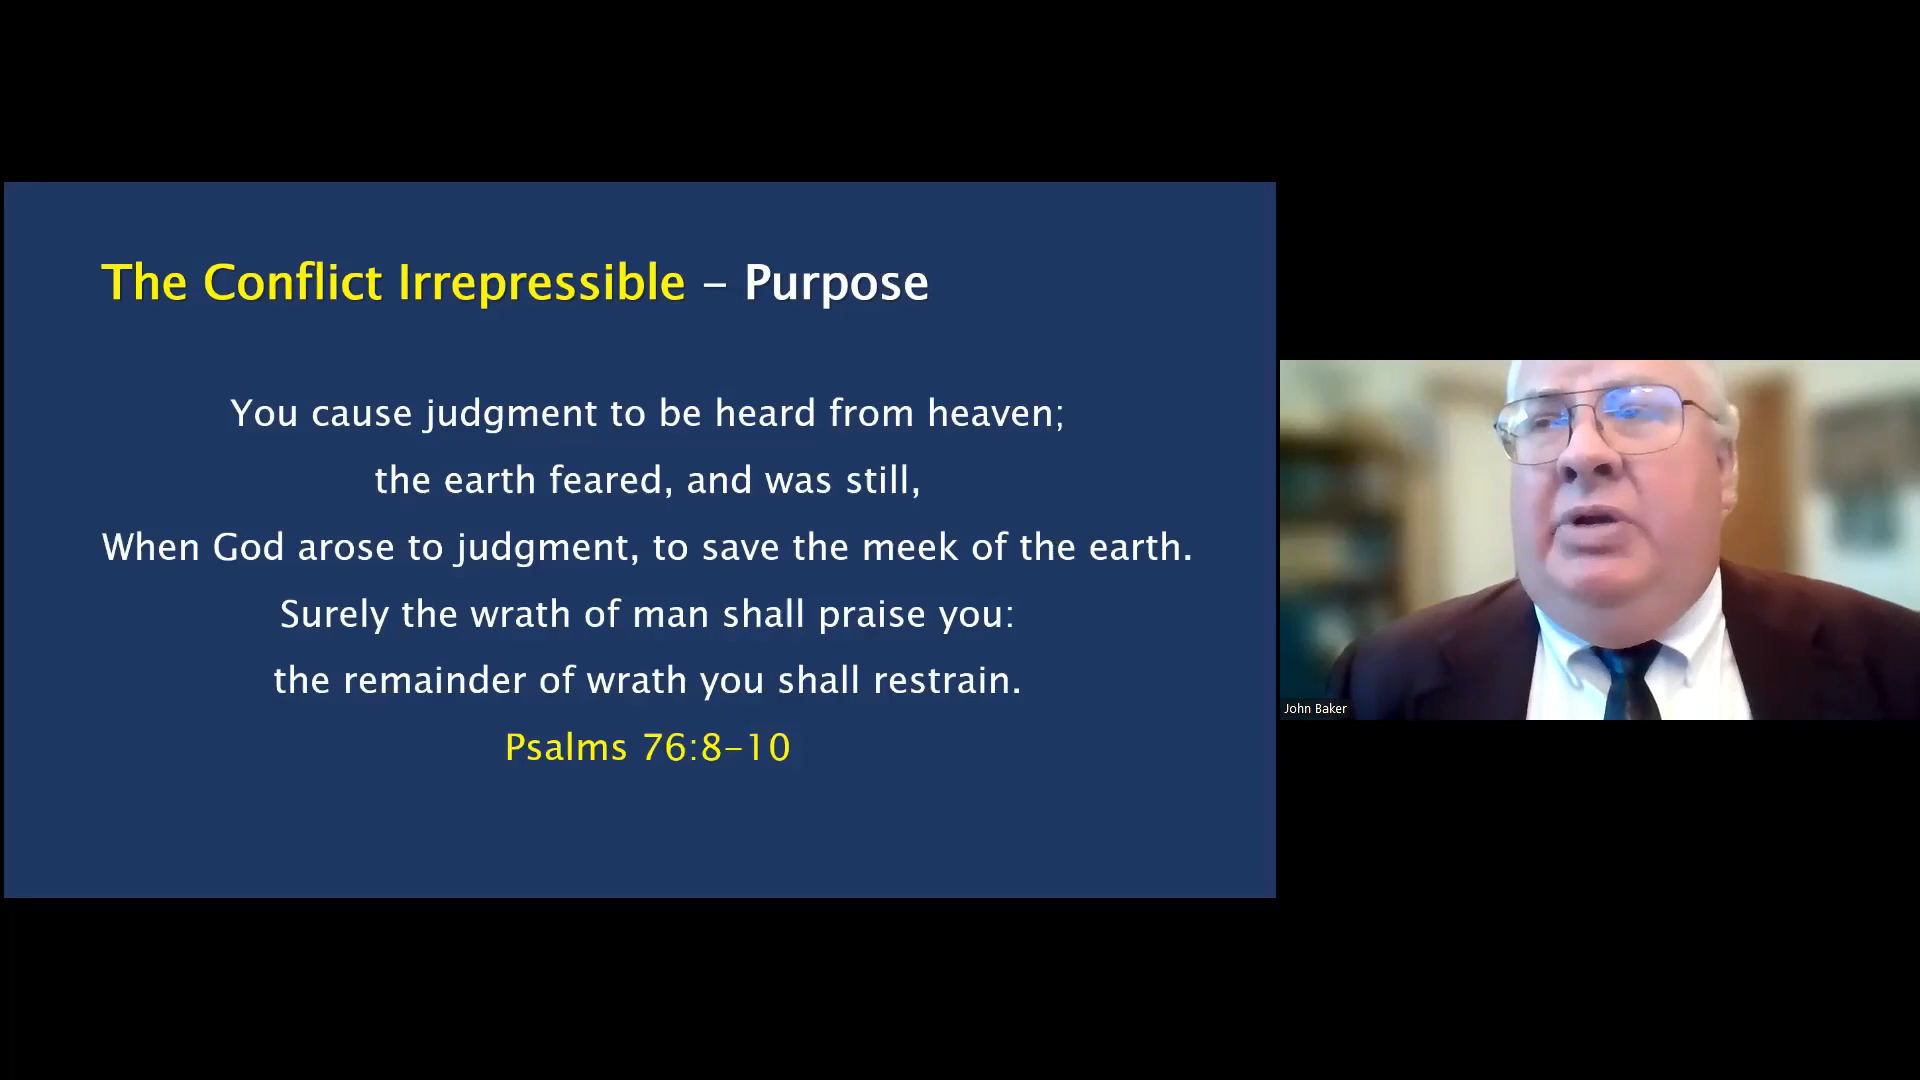 The Conflict Irrepressible – Purpose
You cause judgment to be heard from heaven;
the earth feared, and was still,
When God arose to judgment, to save the meek of the earth.
Surely the wrath of man shall praise you:
the remainder of wrath you shall restrain.
Psalms 76:8–10
John Baker